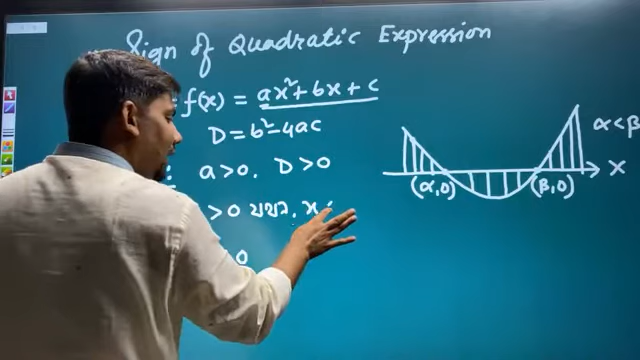 Sign of Quadratic Expression
f(x) = ax²+bx+c
D=b²-4ac
: a>0. D>0
α<β
(α,0) (β,0) X
>0 যখন, x
0